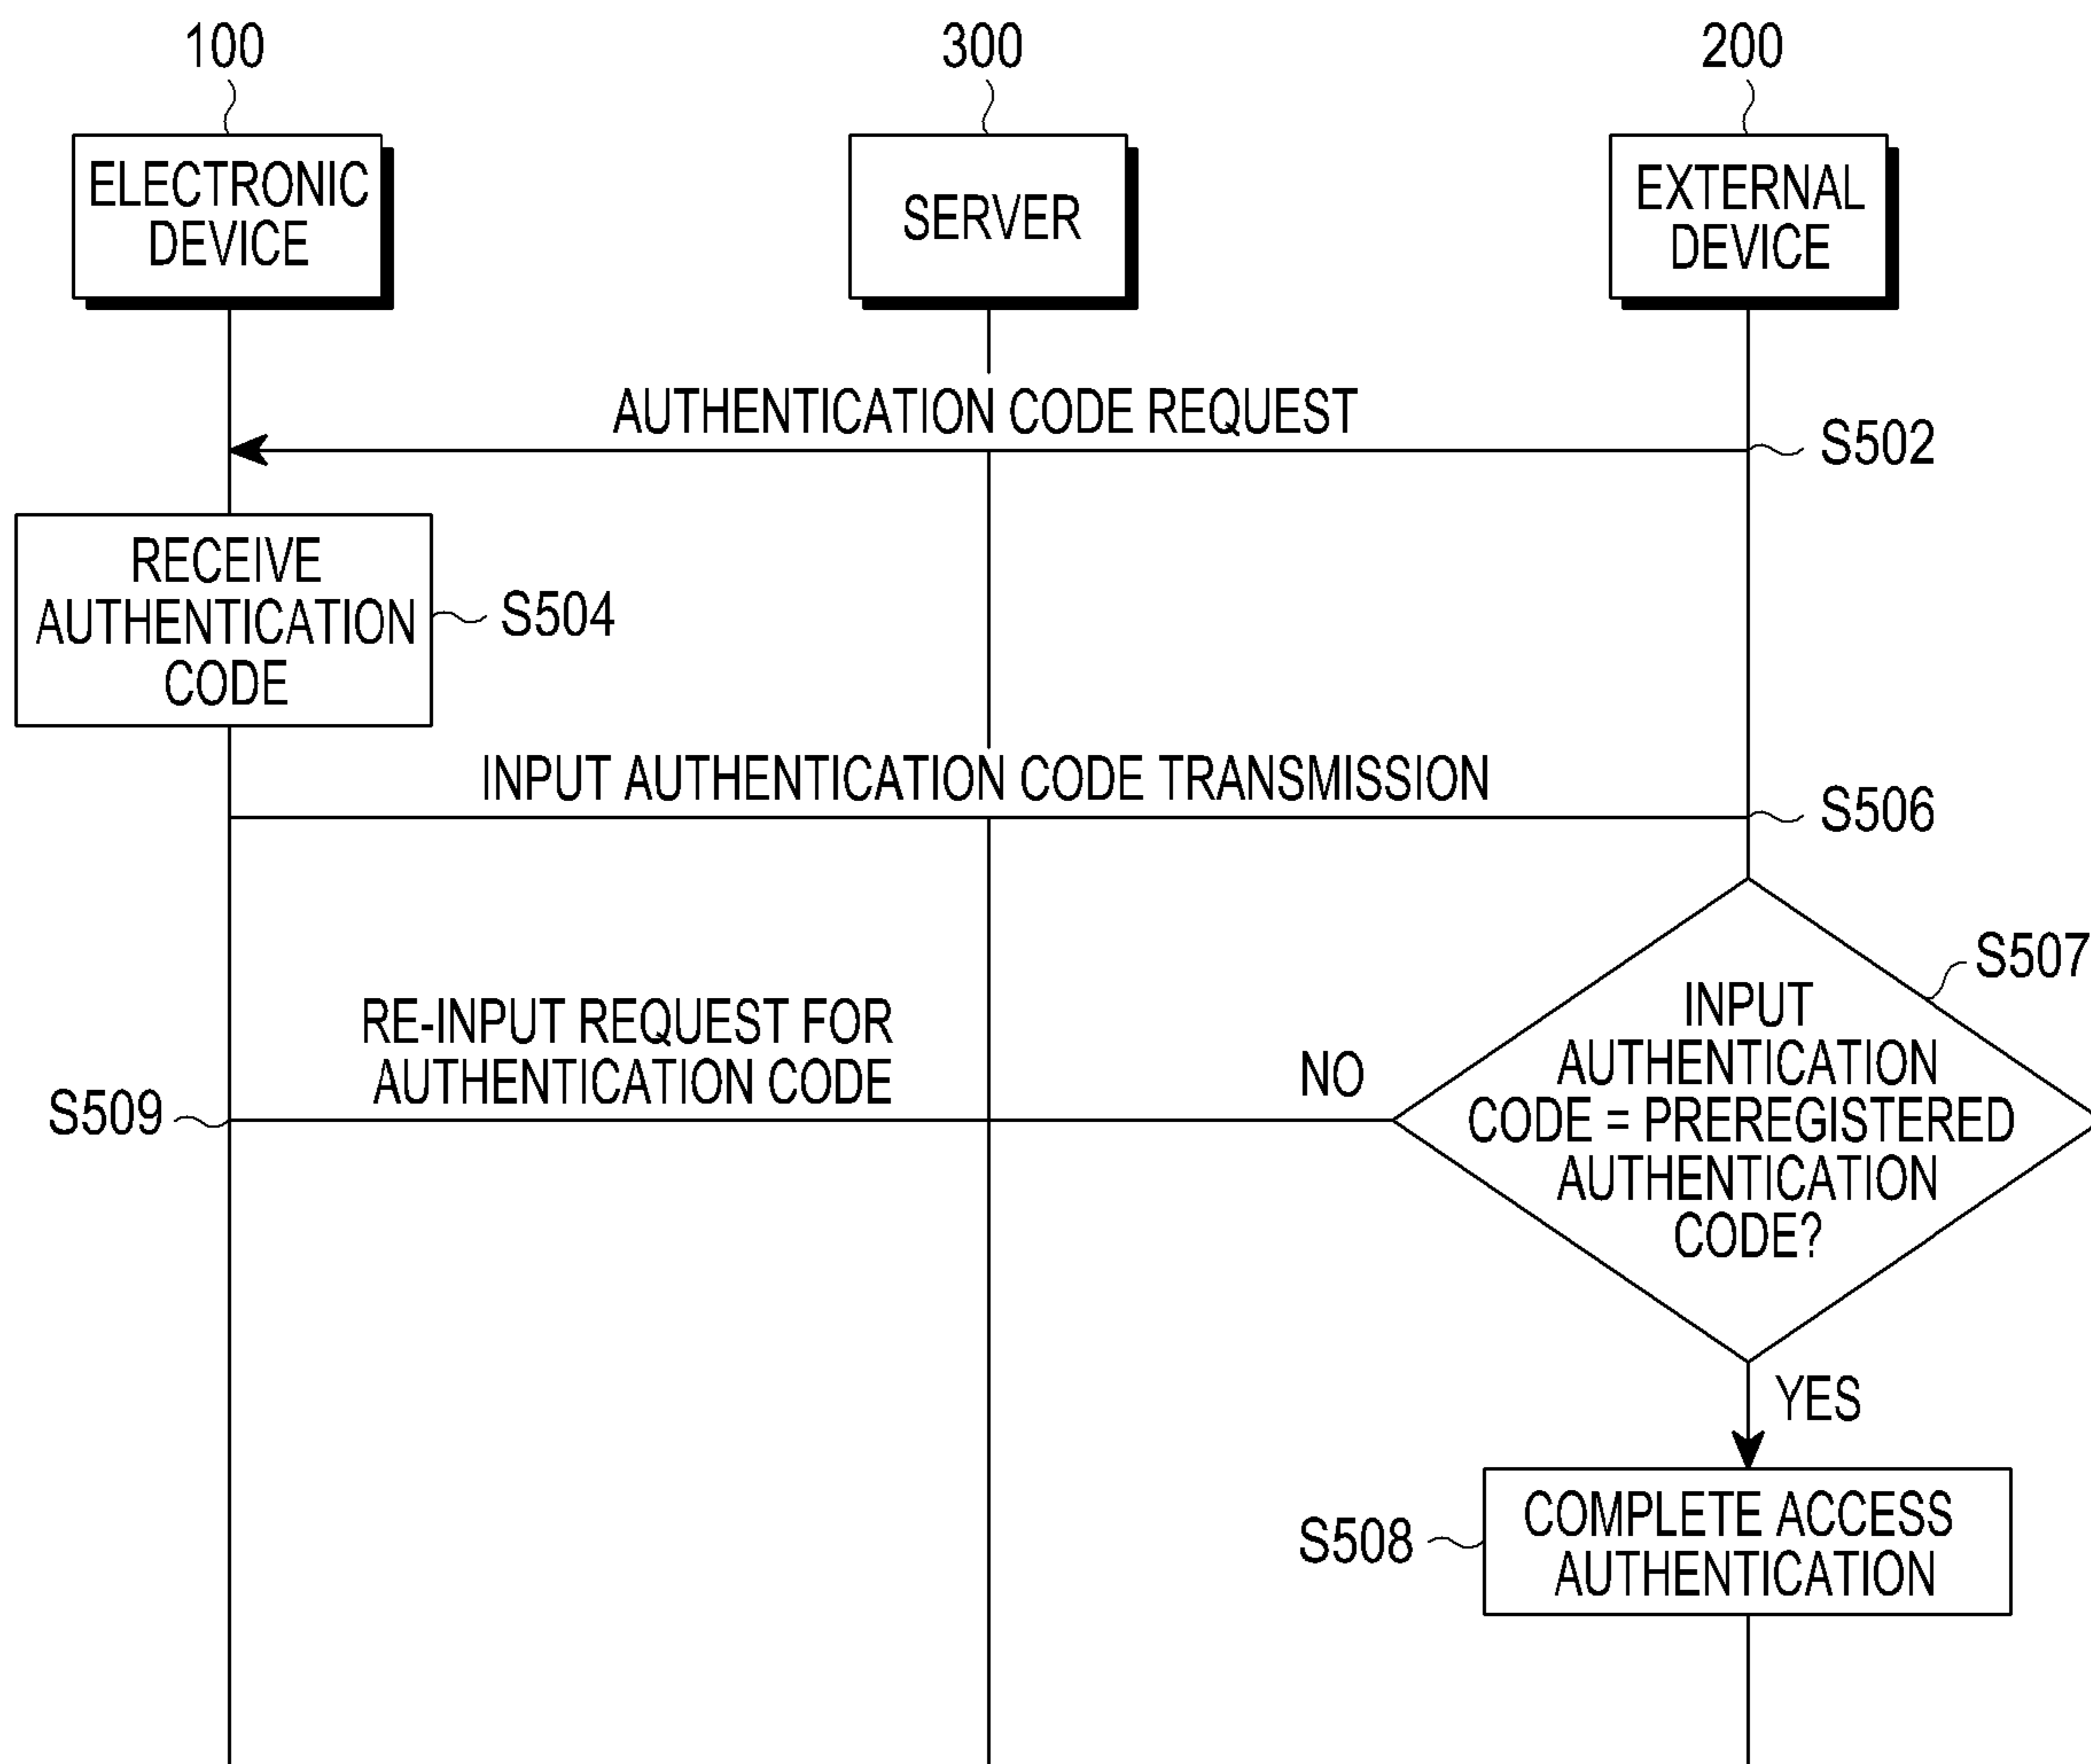 100
300
200
ELECTRONIC
DEVICE
SERVER
EXTERNAL
DEVICE
AUTHENTICATION CODE REQUEST
S502
RECEIVE
AUTHENTICATION
CODE
S504
INPUT AUTHENTICATION CODE TRANSMISSION
S506
S507
INPUT
AUTHENTICATION
CODE = PREREGISTERED
AUTHENTICATION
CODE?
RE-INPUT REQUEST FOR
AUTHENTICATION CODE
NO
S509
YES
COMPLETE ACCESS
AUTHENTICATION
S508